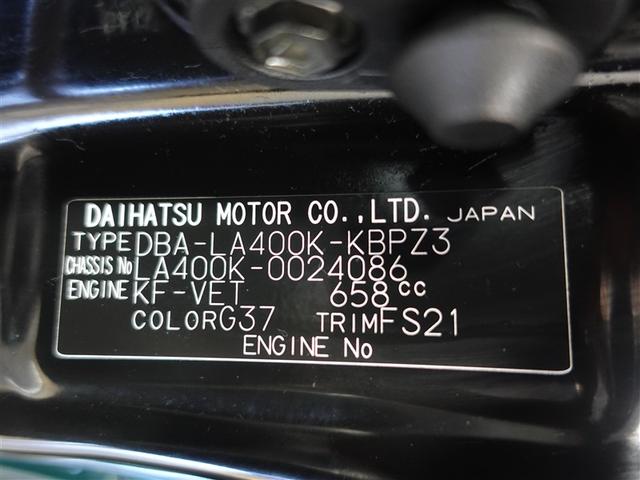 DAIHATSU MOTOR CO.,LTD. JAPAN
TYPE DBA-LA400K-KBPZ3
CHASSIS No LA400K-0024086
ENGINE KF-VET 658cc
COLOR G37 TRIM FS21
ENGINE No